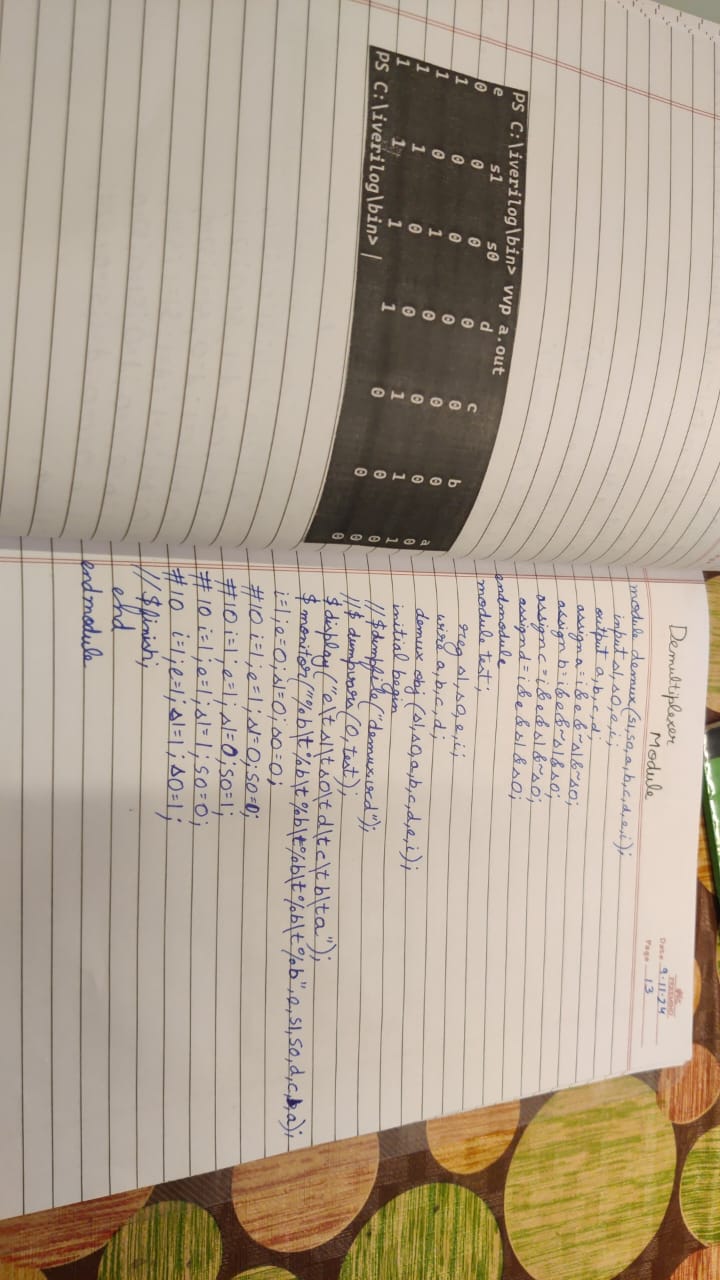 PS C:\iverilog\bin> vvp a.out
e s1 s0 d c b a
0 0 0 0 0 0 0
1 0 0 0 0 0 1
1 0 1 0 0 1 0
1 1 0 0 1 0 0
1 1 1 1 0 0 0
PS C:\iverilog\bin> |
Date 9.11.24
Page 13
Demultiplexer
Module
module demux(s1,s0,a,b,c,d,e,i);
input s1,s0,e,i;
output a,b,c,d;
assign a=i&e&~s1&~s0;
assign b=i&e&~s1&s0;
assign c=i&e&s1&~s0;
assign d=i&e&s1&s0;
endmodule
module test;
reg s1,s0,e,i;
wire a,b,c,d;
demux obj (s1,s0,a,b,c,d,e,i);
initial begin
//$dumpfile("demux.vcd");
//$dumpvars(0,test);
$display("e\t s1\t s0\t d\t c\t b\t a");
$monitor("%b\t%b\t%b\t%b\t%b\t%b\t%b",e,s1,s0,d,c,b,a);
i=1;e=0;s1=0;s0=0;
#10 i=1;e=1;s1=0;s0=0;
#10 i=1;e=1;s1=0;s0=1;
#10 i=1;e=1;s1=1;s0=0;
#10 i=1;e=1;s1=1;s0=1;
//$finish;
end
endmodule